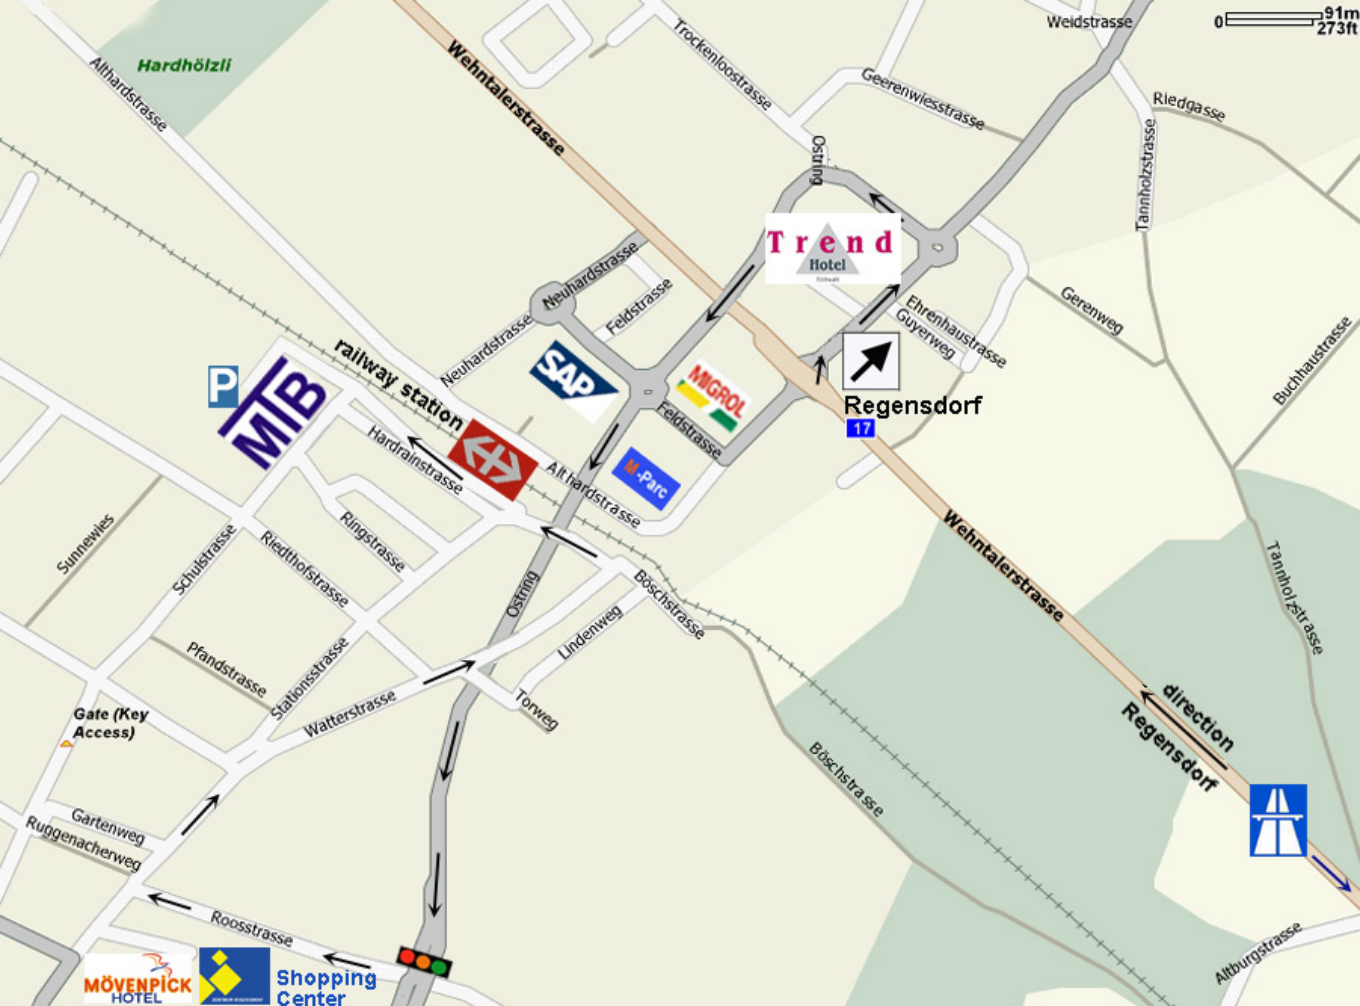 Weidstrasse
0 91m
273ft
Hardhölzli
Althardstrasse
Wehntalerstrasse
Trockenloostrasse
Geerenwiesstrasse
Riedgasse
Tannholzstrasse
Ostring
Trend
Hotel
Neuhardstrasse
Feldstrasse
Neuhardstrasse
Ehrenhaustrasse
Guyerweg
Gerenweg
Buchhaustrasse
railway station
P
MTB
SAP
MIGROL
Regensdorf
17
Feldstrasse
M-Parc
Althardstrasse
Hardrainstrasse
Ringstrasse
Riedthofstrasse
Schulstrasse
Sunnewies
Pfandstrasse
Stationsstrasse
Watterstrasse
Ostring
Lindenweg
Böschstrasse
Torweg
Wehntalerstrasse
Tannholzstrasse
direction
Regensdorf
Gate (Key
Access)
Gartenweg
Ruggenacherweg
Roosstrasse
Böschstrasse
Altburgstrasse
MÖVENPICK
HOTEL
Shopping
Center